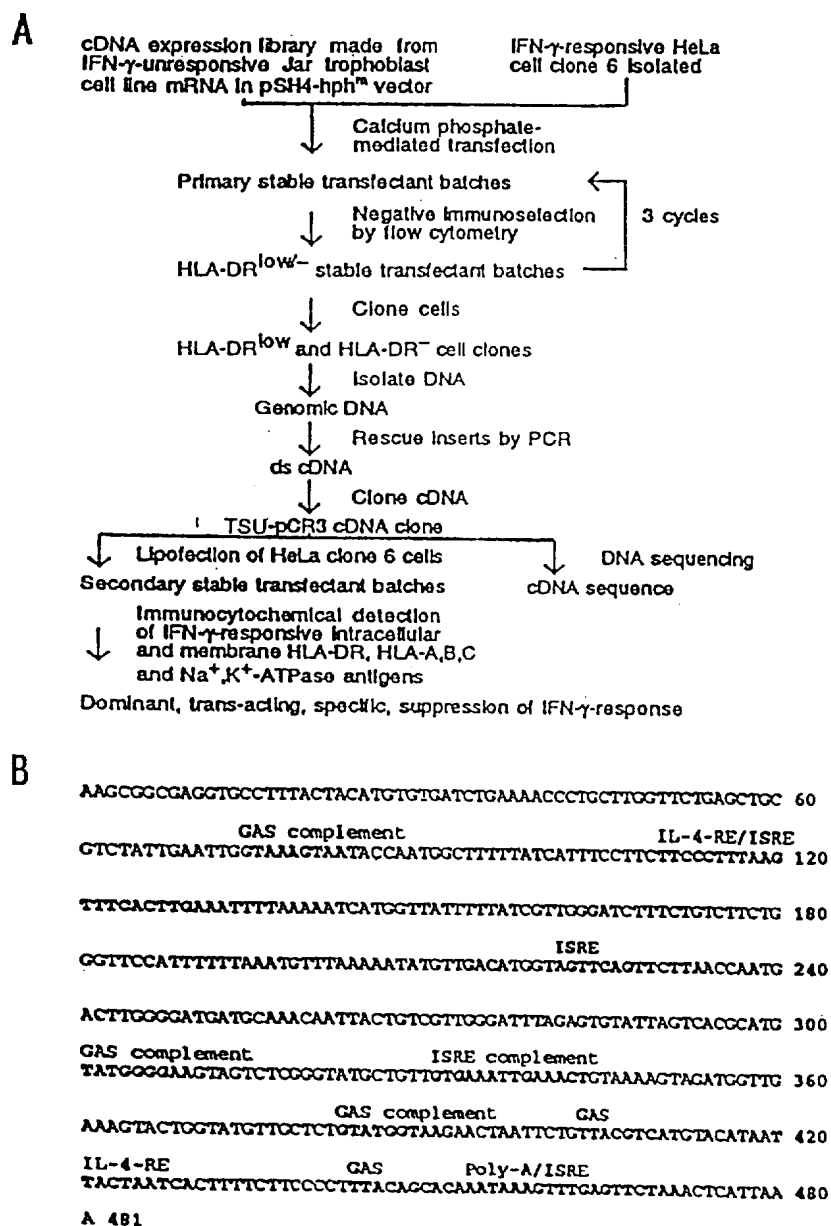 A
cDNA expression library made from
IFN-γ-unresponsive Jar trophoblast
cell line mRNA in pSH4-hph^m vector
IFN-γ-responsive HeLa
cell clone 6 isolated
Calcium phosphate-
mediated transfection
Primary stable transfectant batches
Negative immunoselection
by flow cytometry
3 cycles
HLA-DR^low/- stable transfectant batches
Clone cells
HLA-DR^low and HLA-DR^- cell clones
Isolate DNA
Genomic DNA
Rescue inserts by PCR
ds cDNA
Clone cDNA
TSU-pCR3 cDNA clone
Lipofection of HeLa clone 6 cells
DNA sequencing
Secondary stable transfectant batches
cDNA sequence
Immunocytochemical detection
of IFN-γ-responsive intracellular
and membrane HLA-DR, HLA-A,B,C
and Na+,K+-ATPase antigens
Dominant, trans-acting, specific, suppression of IFN-γ-response
B
AAGCGGCGAGGTGCCTTTACTACATGTGTGATCTGAAAACCCTGCTTGGTTCTGAGCTGC 60
GAS complement IL-4-RE/ISRE
GTCTATTGAATTGGTAAAGTAATACCAATGGCTTTTTATCATTTCCTTCTTCCCTTTAAG 120
TTTCACTTGAAATTTTAAAAATCATGGTTATTTTTATCGTTGGGATCTTTCTGTCTTCTG 180
ISRE
GGTTCCATTTTTTAAATGTTTAAAAATATGTTGACATGGTAGTTCAGTTCTTAACCAATG 240
ACTTGGGGATGATGCAAACAATTACTGTCGTTGGGATTTAGAGTGTATTAGTCACGCATG 300
GAS complement ISRE complement
TATGGGGAAGTAGTCTCGGGTATGCTGTTGTGAAATTGAAACTGTAAAAGTAGATGGTTG 360
GAS complement GAS
AAAGTACTGGTATGTTGCTCTGTATGGTAAGAACTAATTCTGTTACGTCATGTACATAAT 420
IL-4-RE GAS Poly-A/ISRE
TACTAATCACTTTTCTTCCCCTTTACAGCACAAATAAAGTTTGAGTTCTAAACTCATTAA 480
A 481